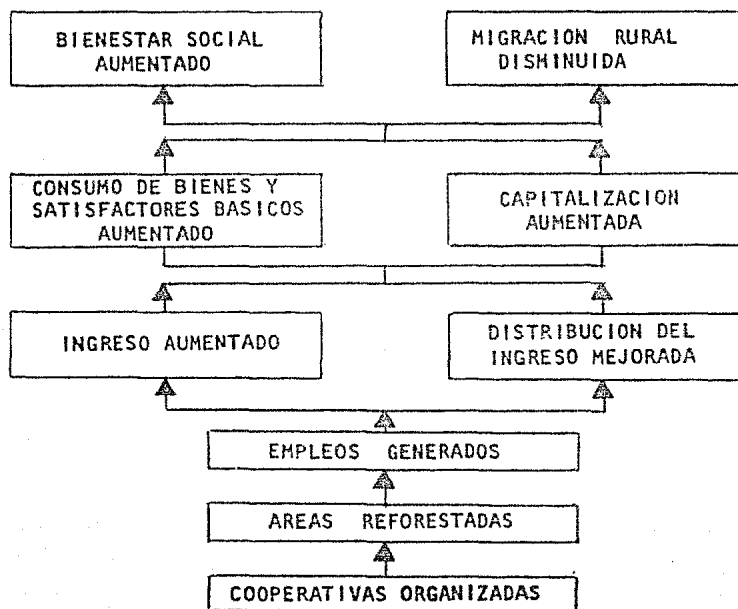 BIENESTAR SOCIAL
AUMENTADO
MIGRACION RURAL
DISMINUIDA
CONSUMO DE BIENES Y
SATISFACTORES BASICOS
AUMENTADO
CAPITALIZACION
AUMENTADA
INGRESO AUMENTADO
DISTRIBUCION DEL
INGRESO MEJORADA
EMPLEOS GENERADOS
AREAS REFORESTADAS
COOPERATIVAS ORGANIZADAS